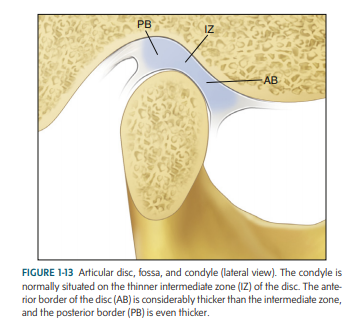 PB
IZ
AB
FIGURE 1-13 Articular disc, fossa, and condyle (lateral view). The condyle is
normally situated on the thinner intermediate zone (IZ) of the disc. The ante-
rior border of the disc (AB) is considerably thicker than the intermediate zone,
and the posterior border (PB) is even thicker.